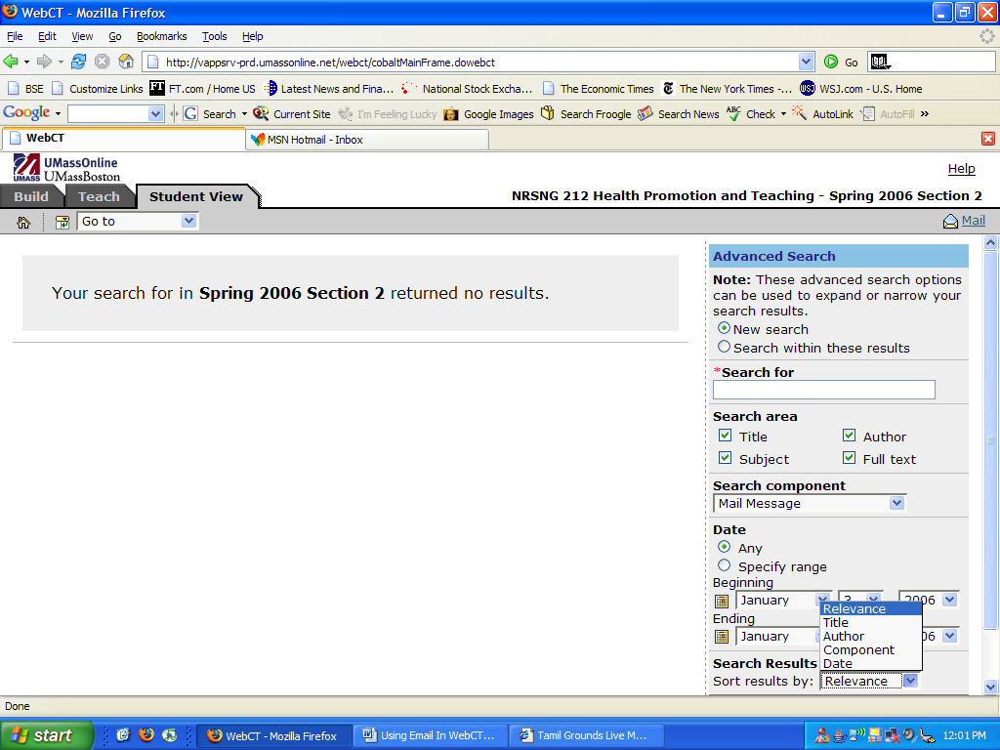 WebCT - Mozilla Firefox
File Edit View Go Bookmarks Tools Help
http://vappsrv-prd.umassonline.net/webct/cobaltMainFrame.dowebct Go
BSE Customize Links FT FT.com / Home US Latest News and Fina... National Stock Excha... The Economic Times The New York Times -... WSJ WSJ.com - U.S. Home
Google Search Current Site I'm Feeling Lucky Google Images Search Froogle Search News Check AutoLink AutoFill »
WebCT MSN Hotmail - Inbox
UMASS UMassOnline
UMassBoston
Help
Build Teach Student View NRSNG 212 Health Promotion and Teaching - Spring 2006 Section 2
Go to Mail
Your search for in Spring 2006 Section 2 returned no results.
Advanced Search
Note: These advanced search options
can be used to expand or narrow your
search results.
New search
Search within these results
*Search for
Search area
Title Author
Subject Full text
Search component
Mail Message
Date
Any
Specify range
Beginning
January 3 2006
Ending
January 06
Relevance
Title
Author
Component
Date
Search Results
Sort results by: Relevance
Done
start WebCT - Mozilla Firefox Using Email In WebCT... Tamil Grounds Live M... 12:01 PM